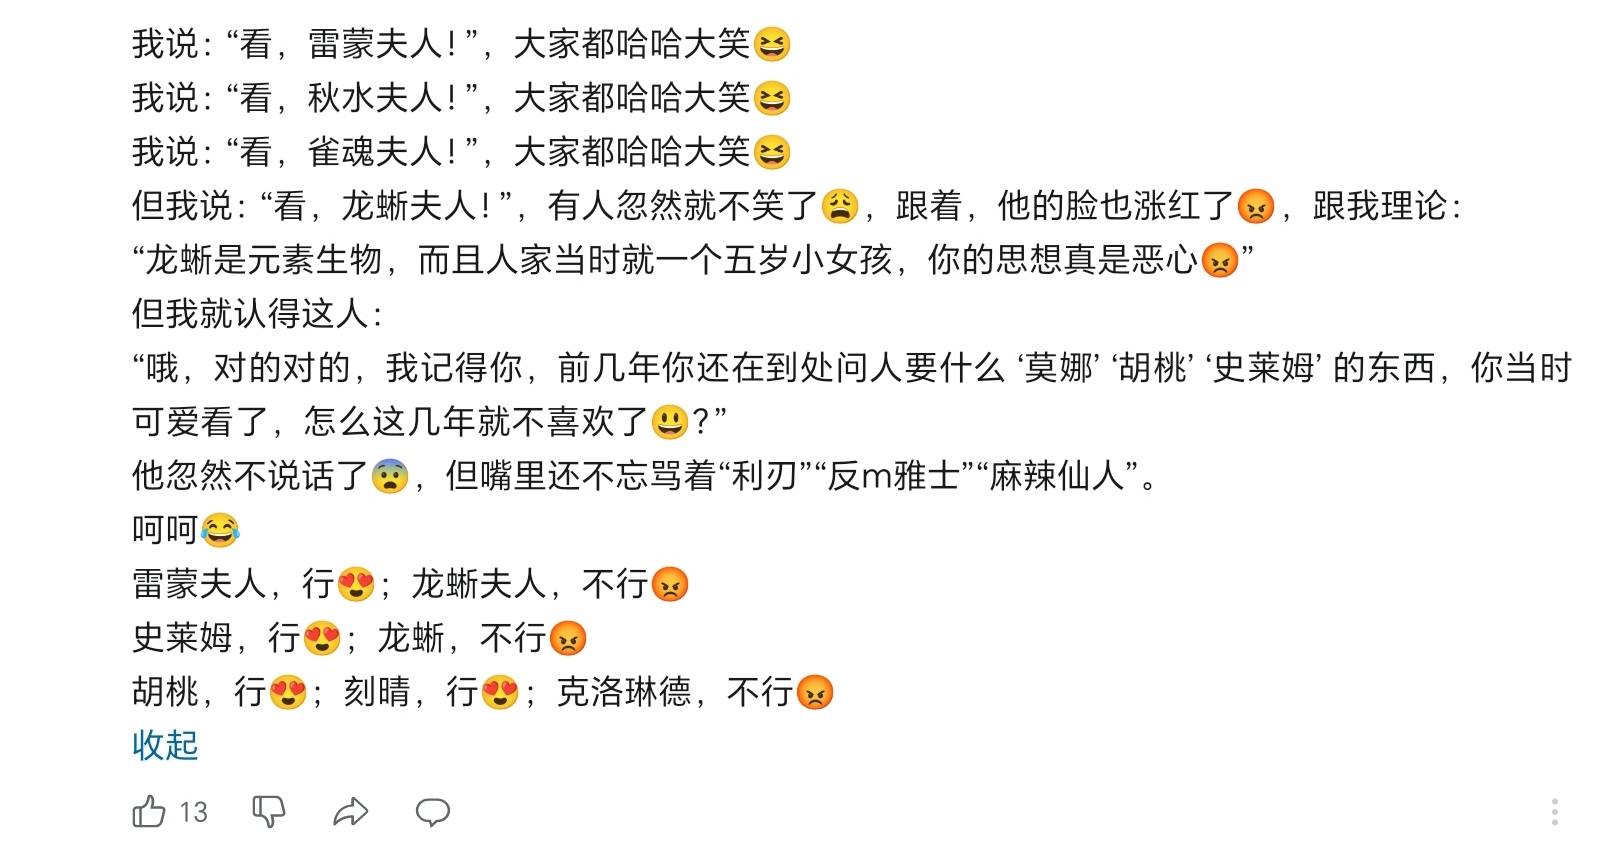 我说：“看，雷蒙夫人！”，大家都哈哈大笑😆
我说：“看，秋水夫人！”，大家都哈哈大笑😆
我说：“看，雀魂夫人！”，大家都哈哈大笑😆
但我说：“看，龙蜥夫人！”，有人忽然就不笑了😩，跟着，他的脸也涨红了😡，跟我理论：
“龙蜥是元素生物，而且人家当时就一个五岁小女孩，你的思想真是恶心😡”
但我就认得这人：
“哦，对的对的，我记得你，前几年你还在到处问人要什么 ‘莫娜’ ‘胡桃’ ‘史莱姆’ 的东西，你当时
可爱看了，怎么这几年就不喜欢了😃？”
他忽然不说话了😨，但嘴里还不忘骂着“利刃”“反m雅士”“麻辣仙人”。
呵呵😂
雷蒙夫人，行😍；龙蜥夫人，不行😡
史莱姆，行😍；龙蜥，不行😡
胡桃，行😍；刻晴，行😍；克洛琳德，不行😡
收起
13